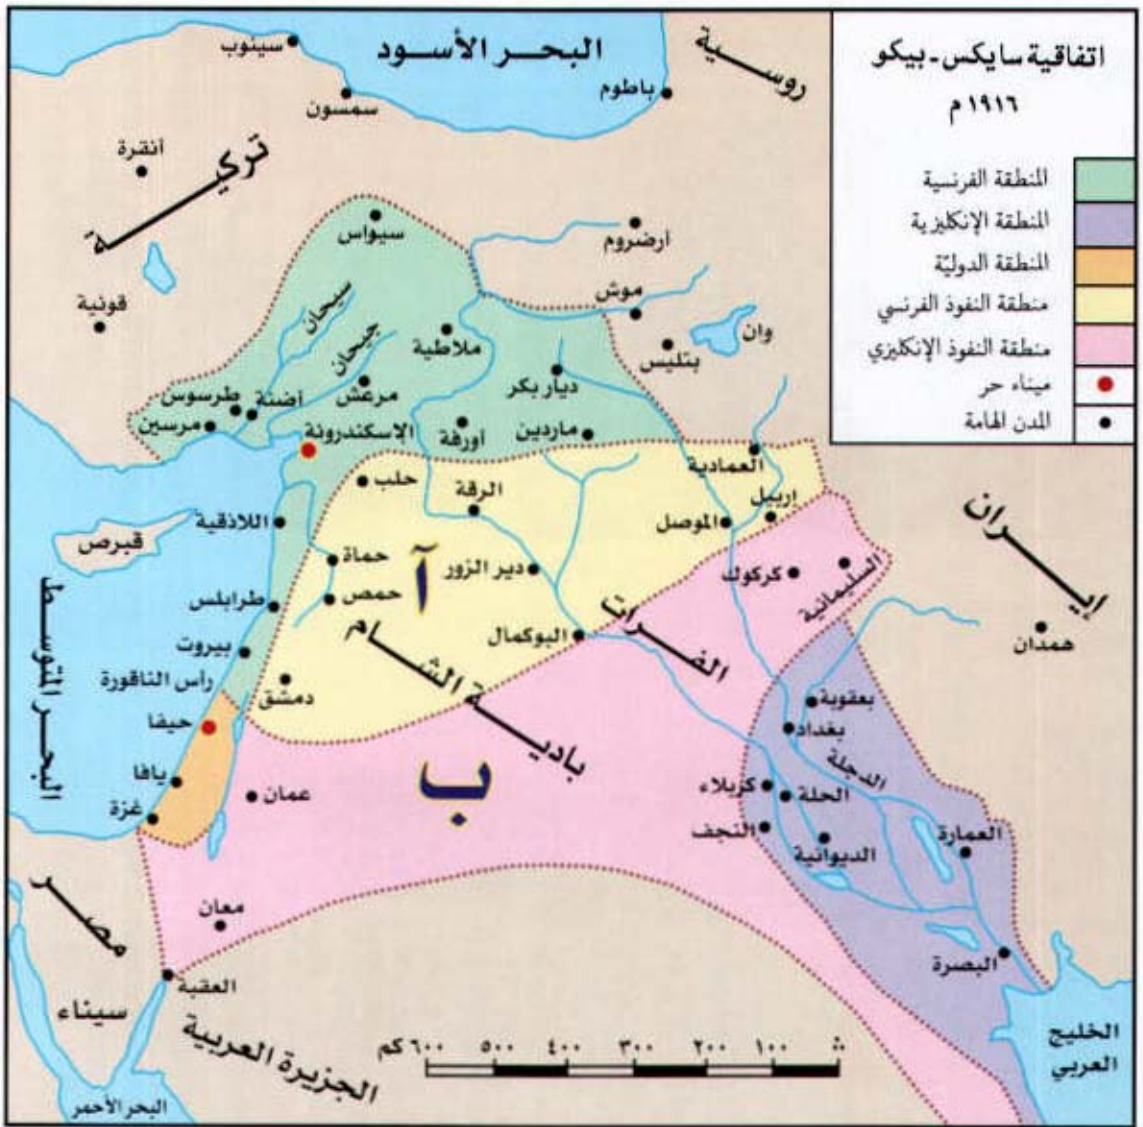 اتفاقية سايكس - بيكو
١٩١٦ م
المنطقة الفرنسية
المنطقة الإنكليزية
المنطقة الدوليّة
منطقة النفوذ الفرنسي
منطقة النفوذ الإنكليزي
ميناء حر
المدن الهامة
روسية
البحر الأسود
سينوب
باطوم
سمسون
أنقرة
تركية
سيواس
أرضروم
موش
قونية
سيحان
جيحان
ملاطية
وان
بتليس
ديار بكر
مرعش
طرسوس
أضنة
مرسين
الإسكندرونة
أورفة
ماردين
العمادية
حلب
الرقة
إربيل
الموصل
اللاذقية
إيران
قبرص
حماة
آ
دير الزور
كركوك
السليمانية
حمص
طرابلس
الفرات
البوكمال
همدان
بيروت
بادية الشام
رأس الناقورة
دمشق
البحر المتوسط
حيفا
بعقوبة
بغداد
الدجلة
يافا
عمان
ب
كربلاء
الحلة
غزة
النجف
الديوانية
العمارة
مصر
معان
البصرة
العقبة
سيناء
الجزيرة العربية
الخليج
العربي
١٠٠ ٢٠٠ ٣٠٠ ٤٠٠ ٥٠٠ ٦٠٠ كم
البحر الأحمر